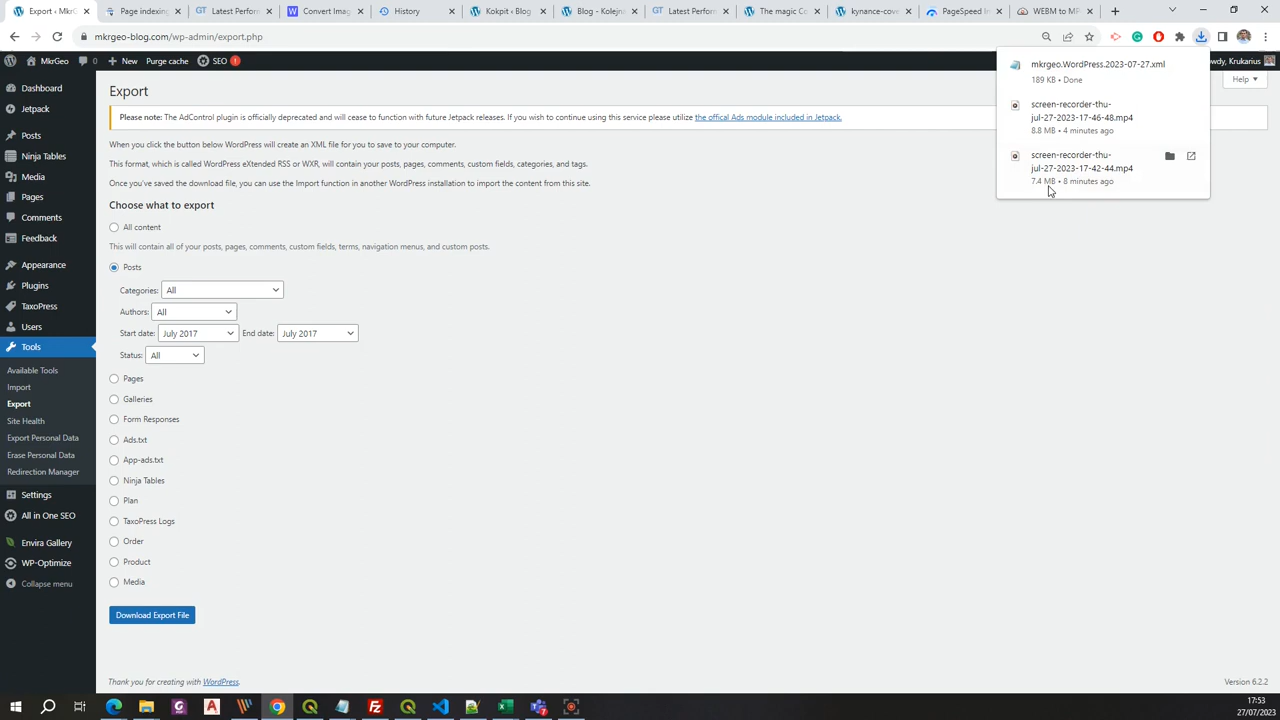 Export ‹ MkrG
Page indexing
Latest Perform
Convert Imag
History
Kokpit ‹ Blog
Blog - Kolejna
Latest Perform
The magic Co
kynance-cove
PageSpeed In
WEBM to MP
mkrgeo-blog.com/wp-admin/export.php
MkrGeo
0
New
Purge cache
SEO
owdy, Krukarius
Dashboard
Jetpack
Posts
Ninja Tables
Media
Pages
Comments
Feedback
Appearance
Plugins
TaxoPress
Users
Tools
Available Tools
Import
Export
Site Health
Export Personal Data
Erase Personal Data
Redirection Manager
Settings
All in One SEO
Envira Gallery
WP-Optimize
Collapse menu
Export
Help
Please note: The AdControl plugin is officially deprecated and will cease to function with future Jetpack releases. If you wish to continue using this service please utilize the offical Ads module included in Jetpack.
When you click the button below WordPress will create an XML file for you to save to your computer.
This format, which is called WordPress eXtended RSS or WXR, will contain your posts, pages, comments, custom fields, categories, and tags.
Once you've saved the download file, you can use the Import function in another WordPress installation to import the content from this site.
Choose what to export
All content
This will contain all of your posts, pages, comments, custom fields, terms, navigation menus, and custom posts.
Posts
Categories: All
Authors: All
Start date: July 2017 End date: July 2017
Status: All
Pages
Galleries
Form Responses
Ads.txt
App-ads.txt
Ninja Tables
Plan
TaxoPress Logs
Order
Product
Media
Download Export File
Thank you for creating with WordPress.
Version 6.2.2
mkrgeo.WordPress.2023-07-27.xml
189 KB • Done
screen-recorder-thu-
jul-27-2023-17-46-48.mp4
8.8 MB • 4 minutes ago
screen-recorder-thu-
jul-27-2023-17-42-44.mp4
7.4 MB • 8 minutes ago
17:53
27/07/2023